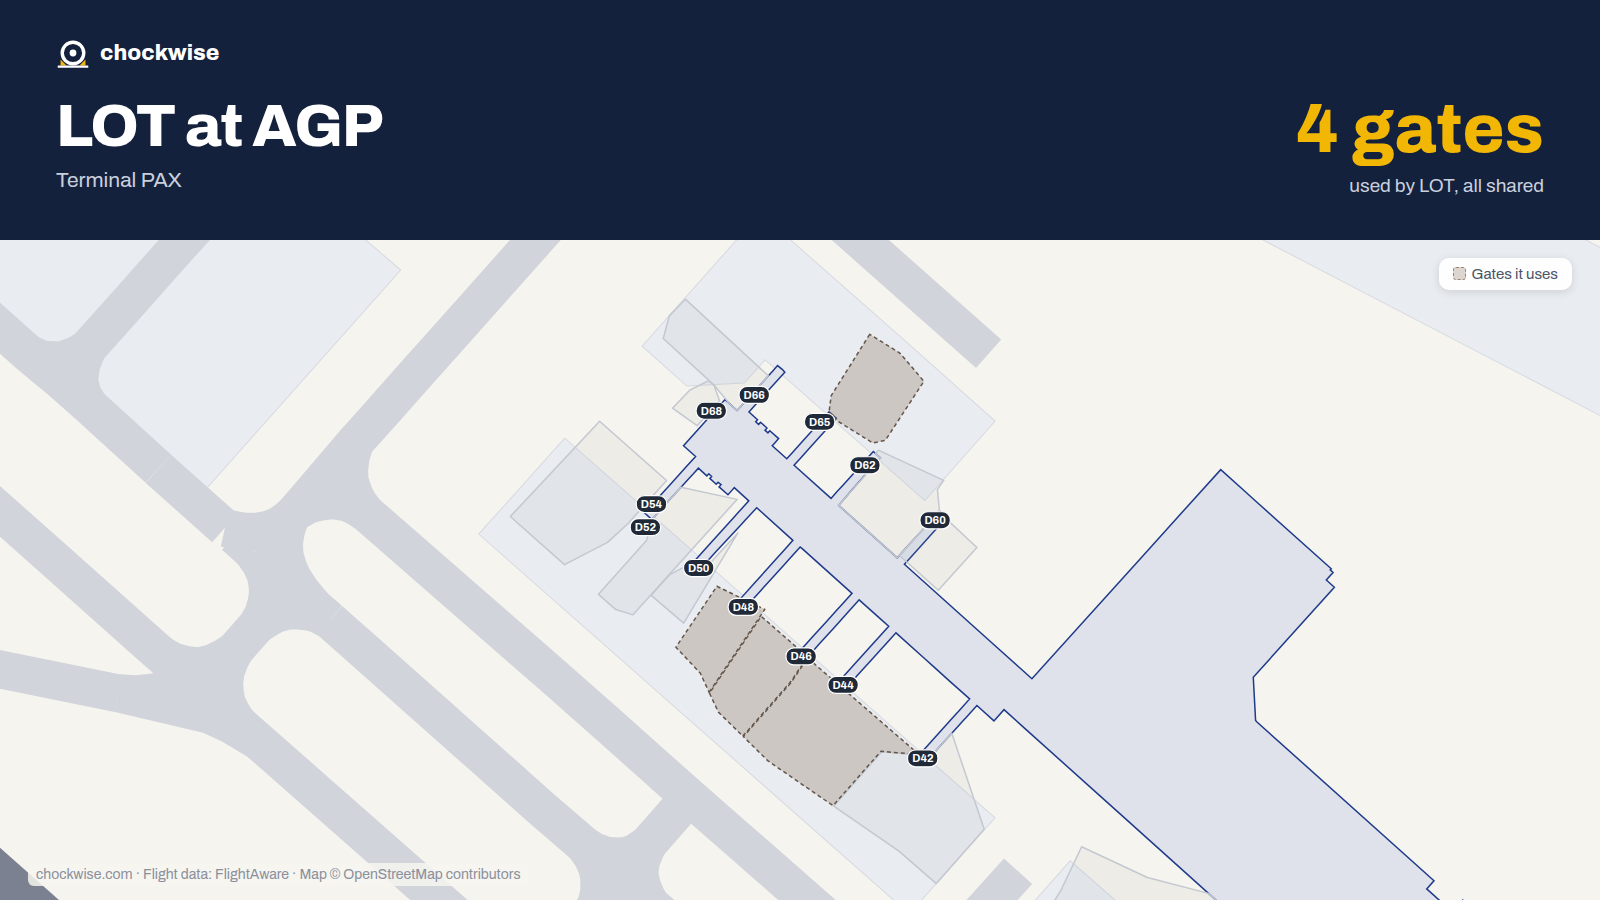 chockwise
LOT at AGP
Terminal PAX
4 gates
used by LOT, all shared
Gates it uses
D66
D68
D65
D62
D54
D60
D52
D50
D48
D46
D44
D42
chockwise.com · Flight data: FlightAware · Map © OpenStreetMap contributors